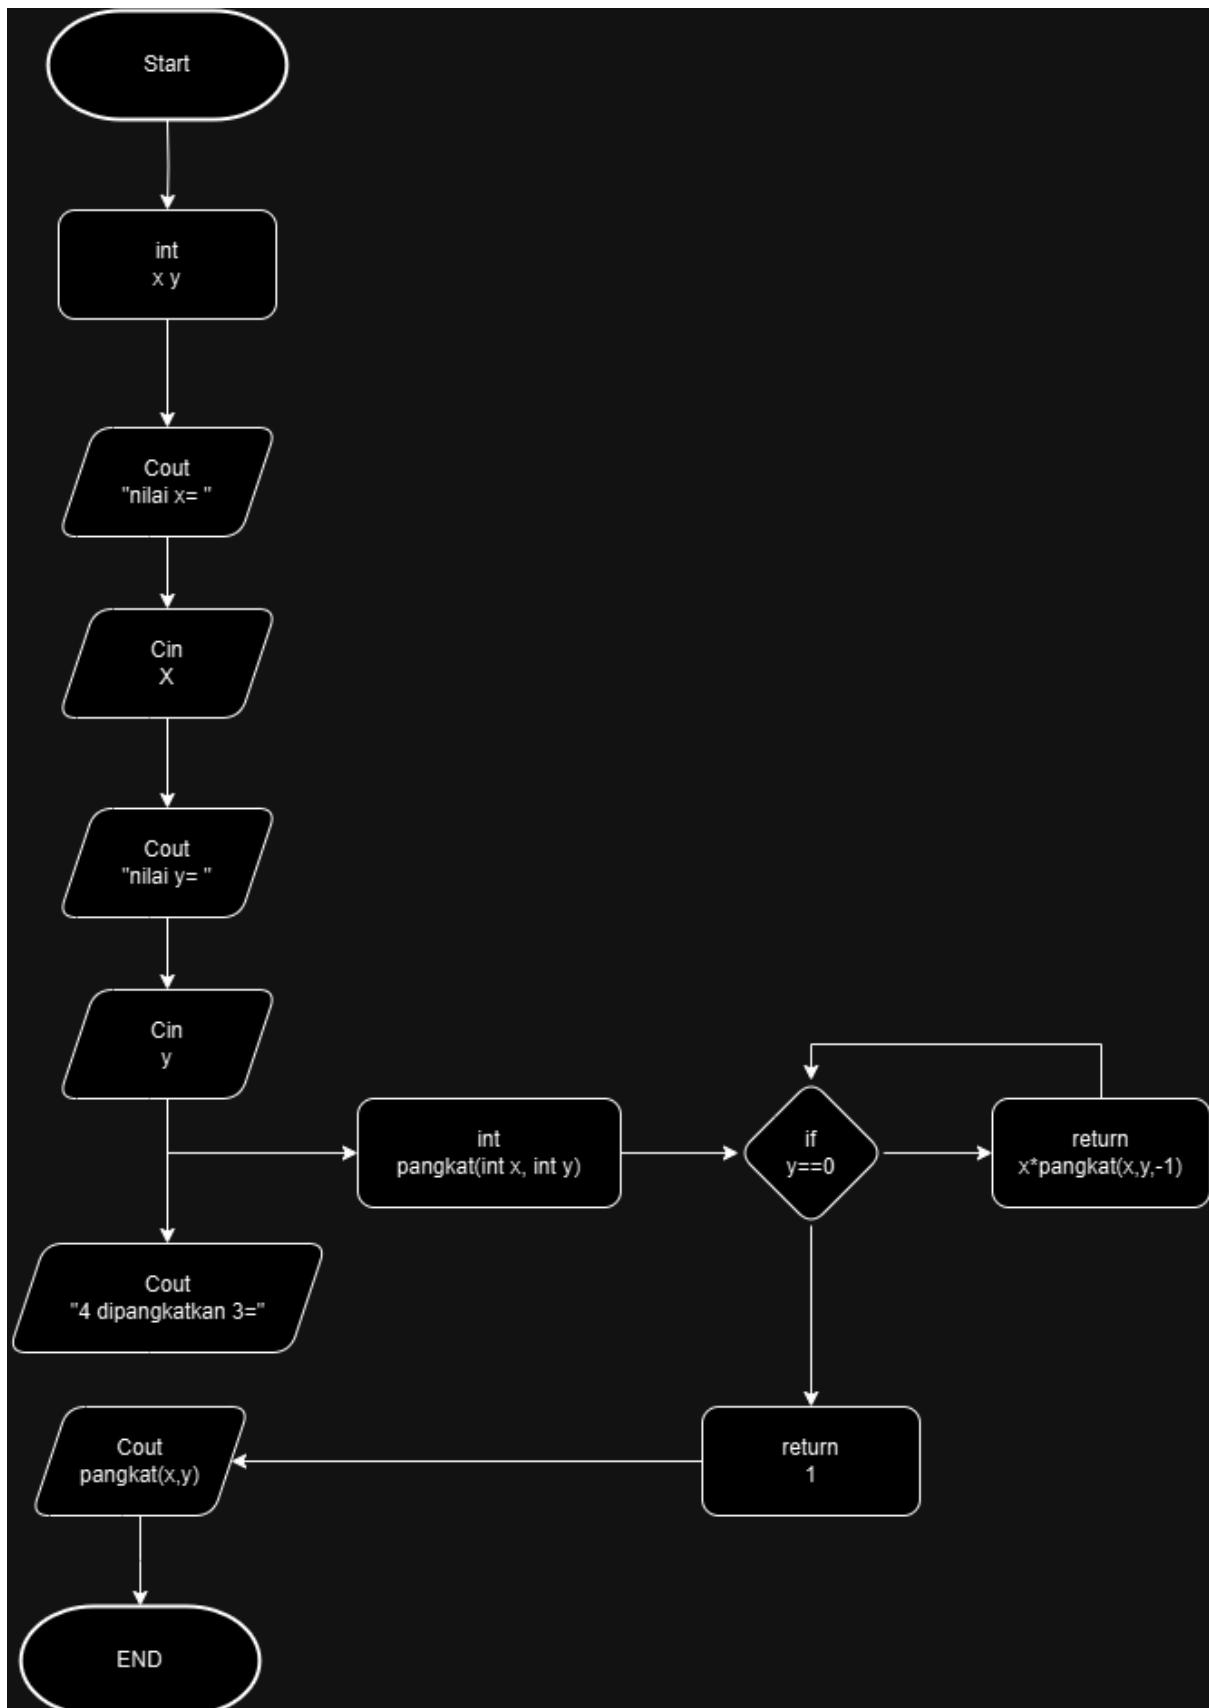 Start
int
x y
Cout
"nilai x= "
Cin
X
Cout
"nilai y= "
Cin
y
int
pangkat(int x, int y)
if
y==0
return
x*pangkat(x,y,-1)
Cout
"4 dipangkatkan 3="
return
1
Cout
pangkat(x,y)
END